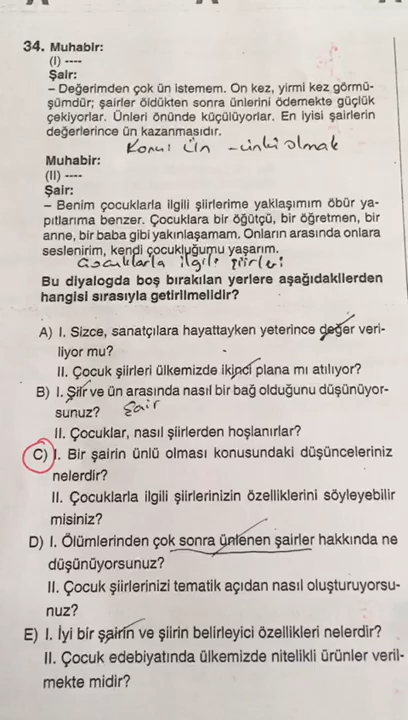 34. Muhabir:
(I) ----
Şair:
– Değerimden çok ün istemem. On kez, yirmi kez görmü-
şümdür; şairler öldükten sonra ünlerini ödemekte güçlük
çekiyorlar. Ünleri önünde küçülüyorlar. En iyisi şairlerin
değerlerince ün kazanmasıdır.
Konu: ün - ünlü olmak
Muhabir:
(II) ----
Şair:
– Benim çocuklarla ilgili şiirlerime yaklaşımım öbür ya-
pıtlarıma benzer. Çocuklara bir öğütçü, bir öğretmen, bir
anne, bir baba gibi yakınlaşamam. Onların arasında onlara
seslenirim, kendi çocukluğumu yaşarım.
Çocuklarla ilgili şiirleri
Bu diyalogda boş bırakılan yerlere aşağıdakilerden
hangisi sırasıyla getirilmelidir?
A) I. Sizce, sanatçılara hayattayken yeterince değer veri-
liyor mu?
II. Çocuk şiirleri ülkemizde ikinci plana mı atılıyor?
B) I. Şiir ve ün arasında nasıl bir bağ olduğunu düşünüyor-
sunuz? şair
II. Çocuklar, nasıl şiirlerden hoşlanırlar?
C) I. Bir şairin ünlü olması konusundaki düşünceleriniz
nelerdir?
II. Çocuklarla ilgili şiirlerinizin özelliklerini söyleyebilir
misiniz?
D) I. Ölümlerinden çok sonra ünlenen şairler hakkında ne
düşünüyorsunuz?
II. Çocuk şiirlerinizi tematik açıdan nasıl oluşturuyorsu-
nuz?
E) I. İyi bir şairin ve şiirin belirleyici özellikleri nelerdir?
II. Çocuk edebiyatında ülkemizde nitelikli ürünler veril-
mekte midir?